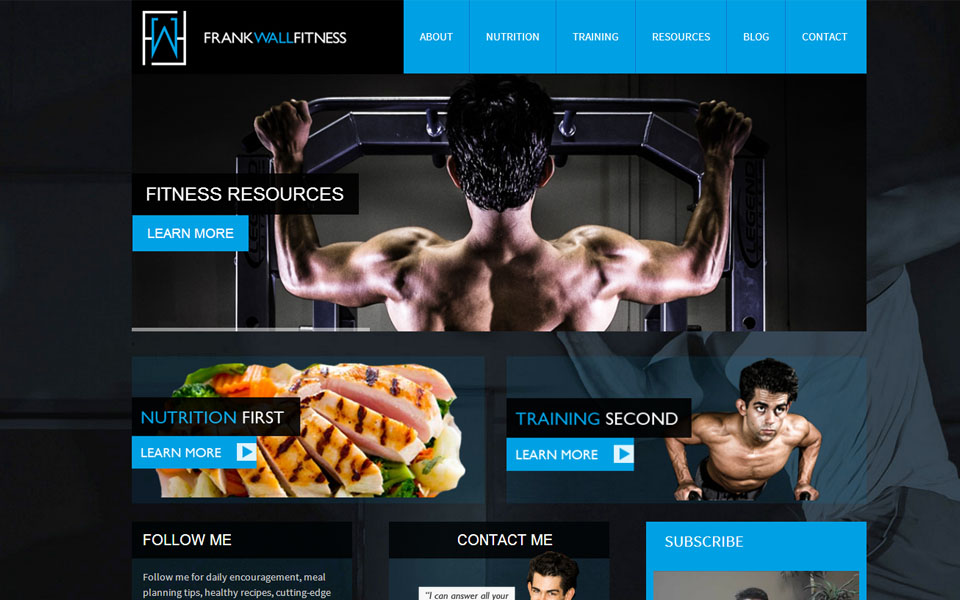 FRANKWALLFITNESS
ABOUT
NUTRITION
TRAINING
RESOURCES
BLOG
CONTACT
LEGEND
LEGEND
FITNESS RESOURCES
LEARN MORE
NUTRITION FIRST
LEARN MORE
TRAINING SECOND
LEARN MORE
FOLLOW ME
Follow me for daily encouragement, meal
planning tips, healthy recipes, cutting-edge
CONTACT ME
"I can answer all your
SUBSCRIBE